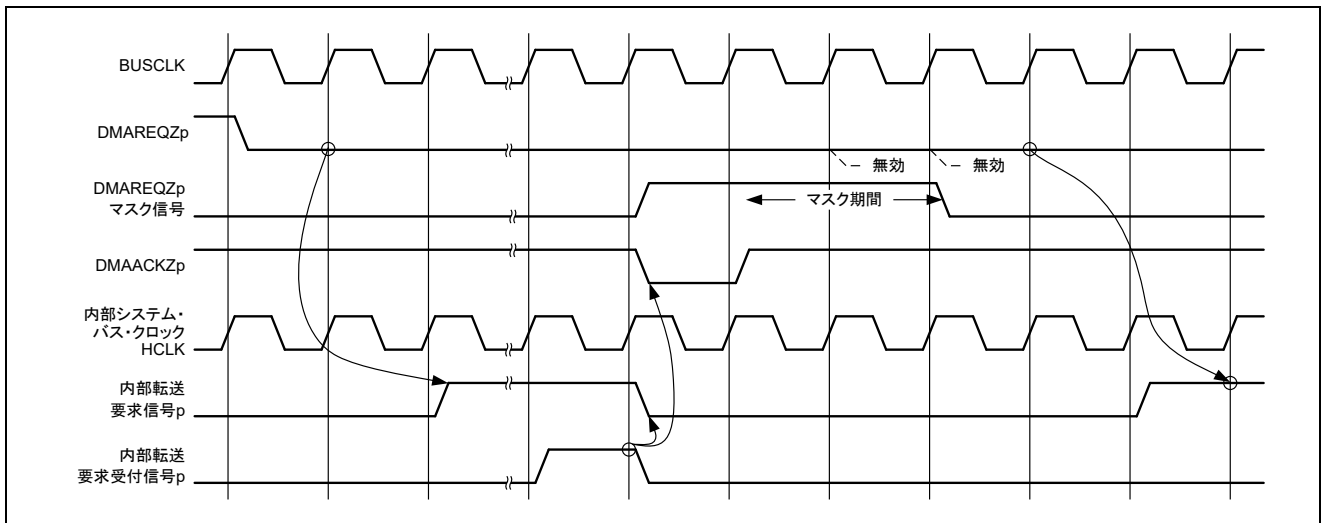 BUSCLK
DMAREQZp
無効
無効
DMAREQZp
マスク信号
マスク期間
DMAACKZp
内部システム・
バス・クロック
HCLK
内部転送
要求信号p
内部転送
要求受付信号p